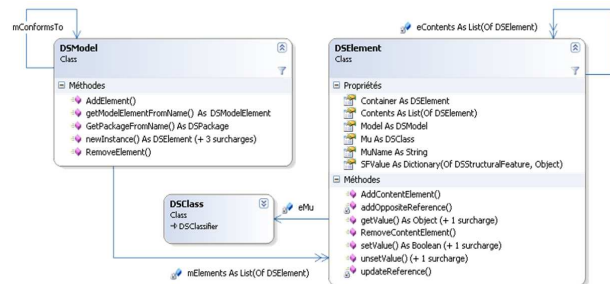 mConformsTo
eContents As List(Of DSElement)
DSModel
Class
Méthodes
AddElement()
getModelElementFromName() As DSModelElement
GetPackageFromName() As DSPackage
newInstance() As DSElement (+ 3 surcharges)
RemoveElement()
DSElement
Class
Propriétés
Container As DSElement
Contents As List(Of DSElement)
Model As DSModel
Mu As DSClass
MuName As String
SFValue As Dictionary(Of DSStructuralFeature, Object)
Méthodes
AddContentElement()
addOppositeReference()
getValue() As Object (+ 1 surcharge)
RemoveContentElement()
setValue() As Boolean (+ 1 surcharge)
unsetValue() (+ 1 surcharge)
updateReference()
DSClass
Class
DSClassifier
eMu
mElements As List(Of DSElement)